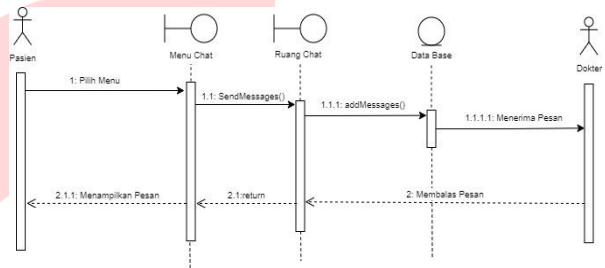 Pasien
Menu Chat
Ruang Chat
Data Base
Dokter
1: Pilih Menu
1.1: SendMessages()
1.1.1: addMessages()
1.1.1.1: Menerima Pesan
2.1.1: Menampilkan Pesan
2.1:return
2: Membalas Pesan